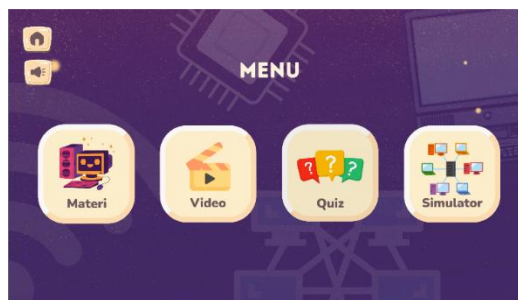 MENU
Materi
Video
Quiz
Simulator